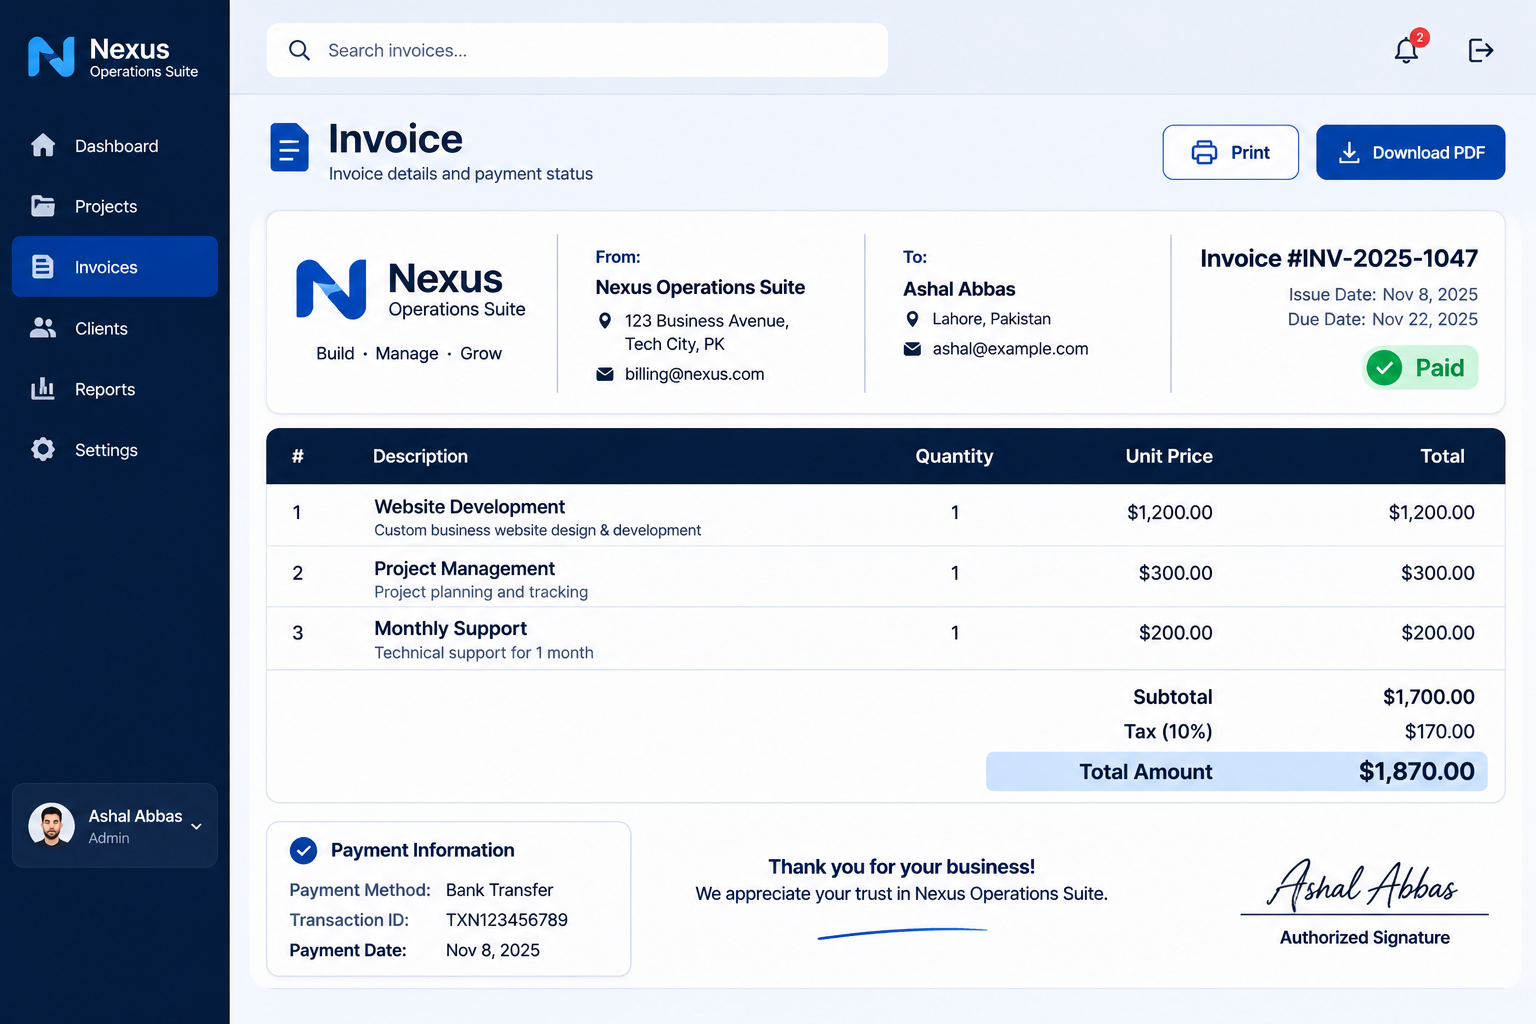 Nexus
Operations Suite
Dashboard
Projects
Invoices
Clients
Reports
Settings
Ashal Abbas
Admin
Search invoices...
2
Invoice
Invoice details and payment status
Print
Download PDF
Nexus
Operations Suite
Build · Manage · Grow
From:
Nexus Operations Suite
123 Business Avenue,
Tech City, PK
billing@nexus.com
To:
Ashal Abbas
Lahore, Pakistan
ashal@example.com
Invoice #INV-2025-1047
Issue Date: Nov 8, 2025
Due Date: Nov 22, 2025
Paid
# Description Quantity Unit Price Total
1 Website Development 1 $1,200.00 $1,200.00
Custom business website design & development
2 Project Management 1 $300.00 $300.00
Project planning and tracking
3 Monthly Support 1 $200.00 $200.00
Technical support for 1 month
Subtotal $1,700.00
Tax (10%) $170.00
Total Amount $1,870.00
Payment Information
Payment Method: Bank Transfer
Transaction ID: TXN123456789
Payment Date: Nov 8, 2025
Thank you for your business!
We appreciate your trust in Nexus Operations Suite.
Ashal Abbas
Authorized Signature